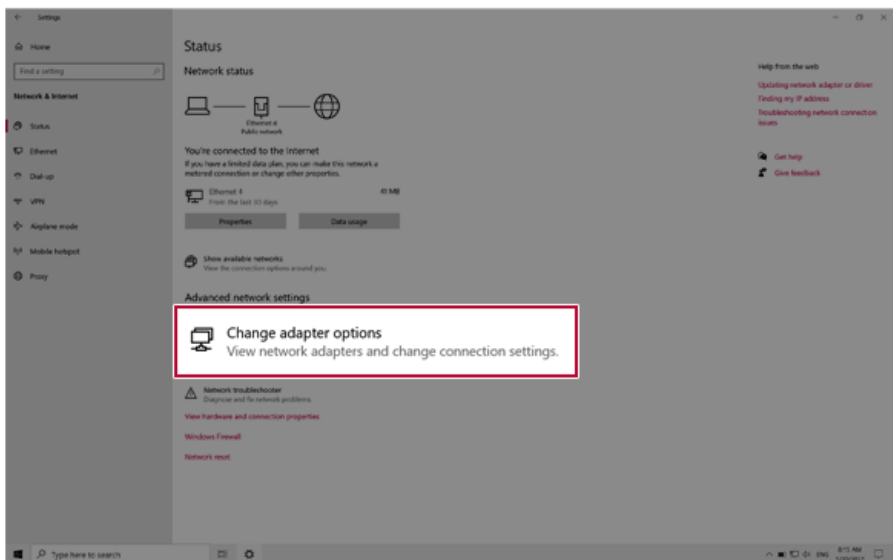 Settings
Home
Find a setting
Network & Internet
Status
Ethernet
Dial-up
VPN
Airplane mode
Mobile hotspot
Proxy
Status
Network status
Ethernet 4
Public network
You're connected to the Internet
If you have a limited data plan, you can make this network a
metered connection or change other properties.
Ethernet 4
From the last 30 days
41 MB
Properties
Data usage
Show available networks
View the connection options around you.
Advanced network settings
Change adapter options
View network adapters and change connection settings.
Network troubleshooter
Diagnose and fix network problems.
View hardware and connection properties
Windows Firewall
Network reset
Help from the web
Updating network adapter or driver
Finding my IP address
Troubleshooting network connection
issues
Get help
Give feedback
Type here to search
ENG
8:15 AM